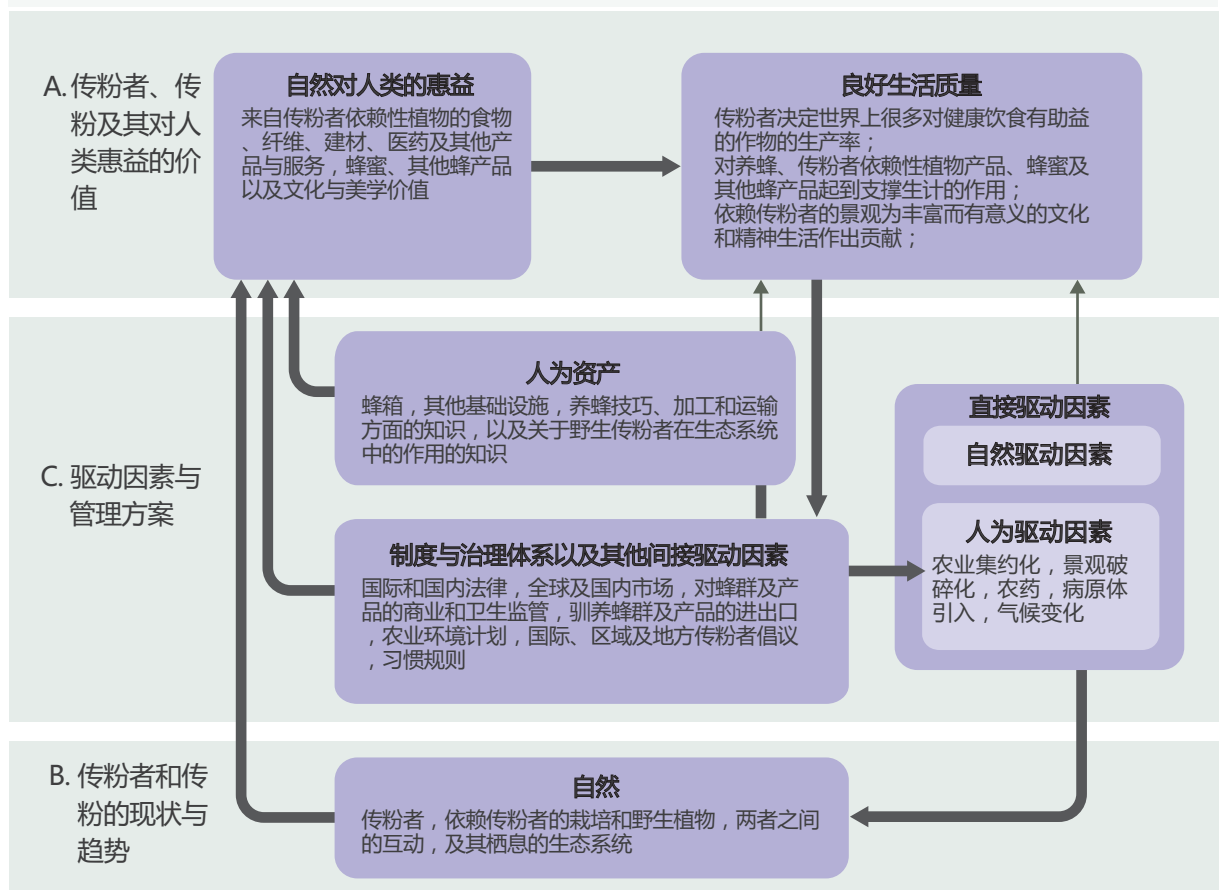 A. 传粉者、传
粉及其对人
类惠益的价
值
自然对人类的惠益
来自传粉者依赖性植物的食物
、纤维、建材、医药及其他产
品与服务，蜂蜜、其他蜂产品
以及文化与美学价值
良好生活质量
传粉者决定世界上很多对健康饮食有助益
的作物的生产率；
对养蜂、传粉者依赖性植物产品、蜂蜜及
其他蜂产品起到支撑生计的作用；
依赖传粉者的景观为丰富而有意义的文化
和精神生活作出贡献；
C. 驱动因素与
管理方案
人为资产
蜂箱，其他基础设施，养蜂技巧、加工和运输
方面的知识，以及关于野生传粉者在生态系统
中的作用的知识
制度与治理体系以及其他间接驱动因素
国际和国内法律，全球及国内市场，对蜂群及产
品的商业和卫生监管，驯养蜂群及产品的进出口
，农业环境计划，国际、区域及地方传粉者倡议
，习惯规则
直接驱动因素
自然驱动因素
人为驱动因素
农业集约化，景观破
碎化，农药，病原体
引入，气候变化
B. 传粉者和传
粉的现状与
趋势
自然
传粉者，依赖传粉者的栽培和野生植物，两者之间
的互动，及其栖息的生态系统